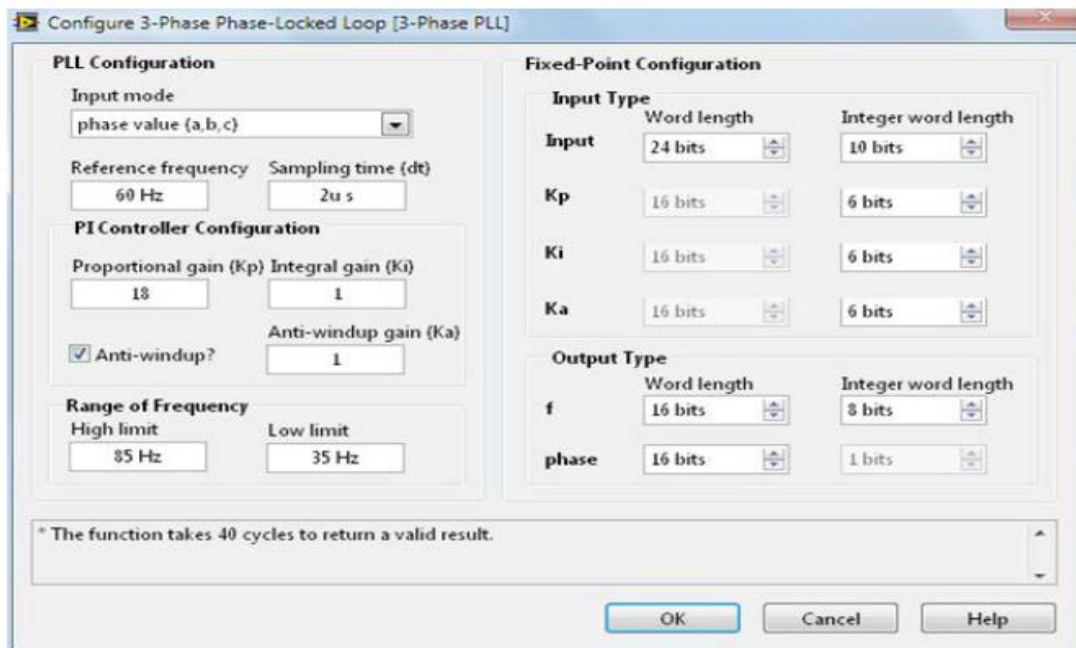 Configure 3-Phase Phase-Locked Loop [3-Phase PLL]
PLL Configuration
Input mode
phase value (a,b,c)
Reference frequency Sampling time (dt)
60 Hz 2u s
PI Controller Configuration
Proportional gain (Kp) Integral gain (Ki)
18 1
Anti-windup gain (Ka)
Anti-windup? 1
Range of Frequency
High limit Low limit
85 Hz 35 Hz
Fixed-Point Configuration
Input Type
Word length Integer word length
Input 24 bits 10 bits
Kp 16 bits 6 bits
Ki 16 bits 6 bits
Ka 16 bits 6 bits
Output Type
Word length Integer word length
f 16 bits 8 bits
phase 16 bits 1 bits
* The function takes 40 cycles to return a valid result.
OK Cancel Help